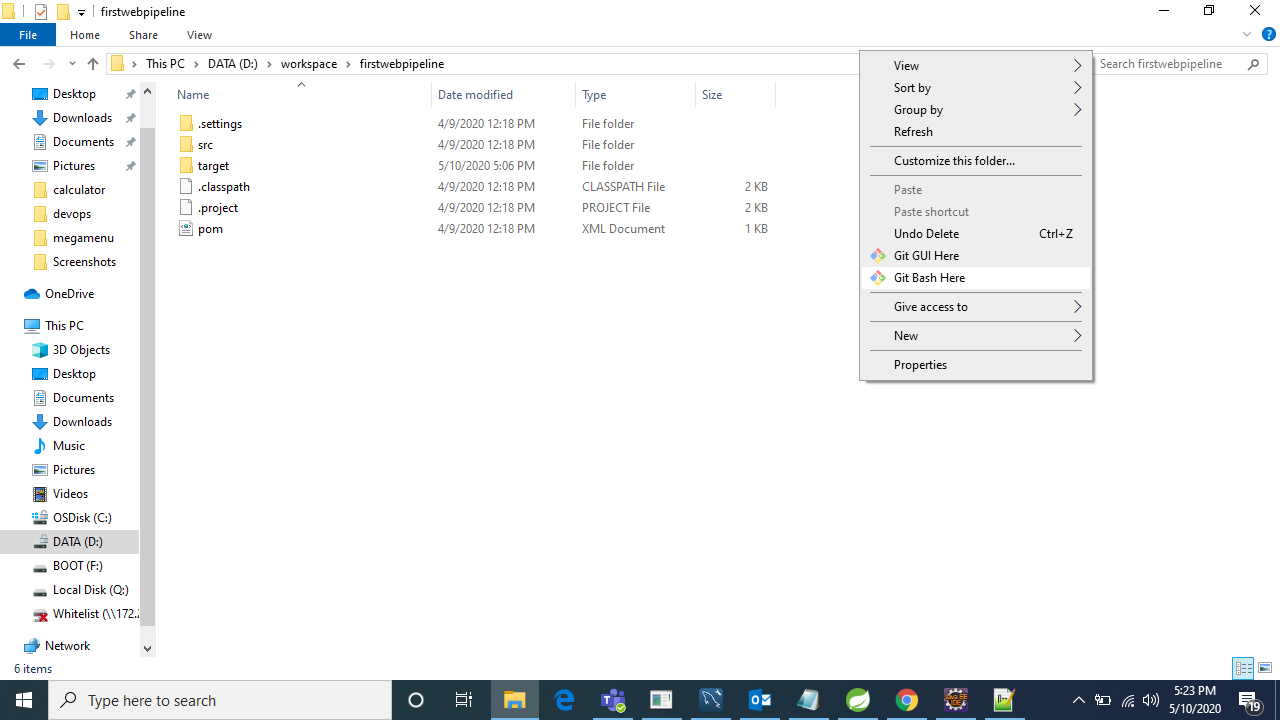 firstwebpipeline
File Home Share View
This PC DATA (D:) workspace firstwebpipeline
Search firstwebpipeline
Desktop
Downloads
Documents
Pictures
calculator
devops
megamenu
Screenshots
OneDrive
This PC
3D Objects
Desktop
Documents
Downloads
Music
Pictures
Videos
OSDisk (C:)
DATA (D:)
BOOT (F:)
Local Disk (Q:)
Whitelist (\\172.2
Network
Name Date modified Type Size
.settings 4/9/2020 12:18 PM File folder
src 4/9/2020 12:18 PM File folder
target 5/10/2020 5:06 PM File folder
.classpath 4/9/2020 12:18 PM CLASSPATH File 2 KB
.project 4/9/2020 12:18 PM PROJECT File 2 KB
pom 4/9/2020 12:18 PM XML Document 1 KB
View
Sort by
Group by
Refresh
Customize this folder...
Paste
Paste shortcut
Undo Delete Ctrl+Z
Git GUI Here
Git Bash Here
Give access to
New
Properties
6 items
Type here to search
5:23 PM
5/10/2020
19